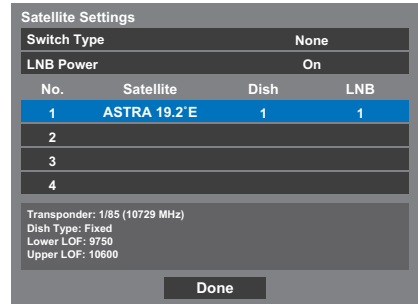 Satellite Settings
Switch Type None
LNB Power On
No. Satellite Dish LNB
1 ASTRA 19.2˚E 1 1
2
3
4
Transponder: 1/85 (10729 MHz)
Dish Type: Fixed
Lower LOF: 9750
Upper LOF: 10600
Done